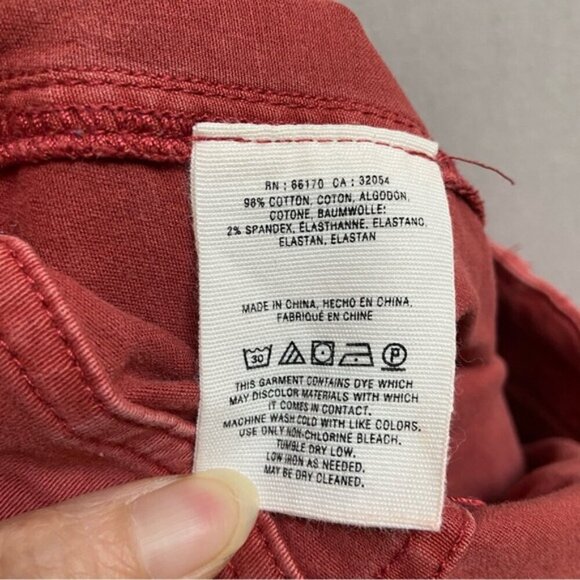 RN : 66170 CA : 32054
98% COTTON, COTON, ALGODON,
COTONE, BAUMWOLLE;
2% SPANDEX, ÉLASTHANNE, ELASTANO,
ELASTAN, ELASTAN
MADE IN CHINA, HECHO EN CHINA,
FABRIQUÉ EN CHINE
30 P
THIS GARMENT CONTAINS DYE WHICH
MAY DISCOLOR MATERIALS WITH WHICH
IT COMES IN CONTACT.
MACHINE WASH COLD WITH LIKE COLORS.
USE ONLY NON-CHLORINE BLEACH.
TUMBLE DRY LOW.
LOW IRON AS NEEDED.
MAY BE DRY CLEANED.